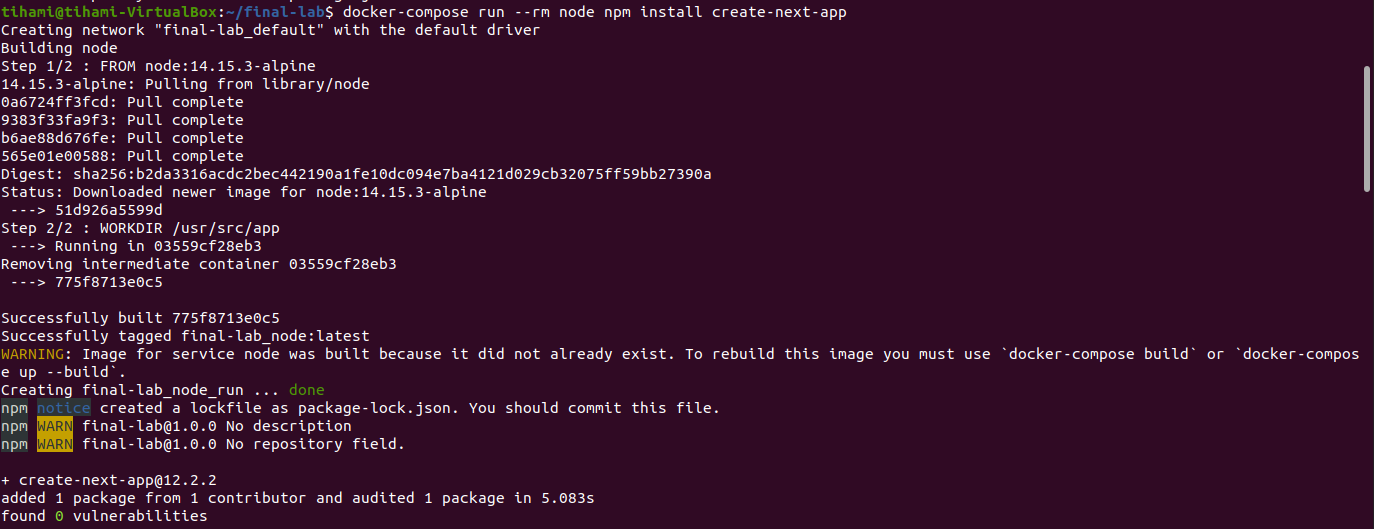 tihami@tihami-VirtualBox:~/final-lab$ docker-compose run --rm node npm install create-next-app
Creating network "final-lab_default" with the default driver
Building node
Step 1/2 : FROM node:14.15.3-alpine
14.15.3-alpine: Pulling from library/node
0a6724ff3fcd: Pull complete
9383f33fa9f3: Pull complete
b6ae88d676fe: Pull complete
565e01e00588: Pull complete
Digest: sha256:b2da3316acdc2bec442190a1fe10dc094e7ba4121d029cb32075ff59bb27390a
Status: Downloaded newer image for node:14.15.3-alpine
 ---> 51d926a5599d
Step 2/2 : WORKDIR /usr/src/app
 ---> Running in 03559cf28eb3
Removing intermediate container 03559cf28eb3
 ---> 775f8713e0c5
Successfully built 775f8713e0c5
Successfully tagged final-lab_node:latest
WARNING: Image for service node was built because it did not already exist. To rebuild this image you must use `docker-compose build` or `docker-compos
e up --build`.
Creating final-lab_node_run ... done
npm notice created a lockfile as package-lock.json. You should commit this file.
npm WARN final-lab@1.0.0 No description
npm WARN final-lab@1.0.0 No repository field.
+ create-next-app@12.2.2
added 1 package from 1 contributor and audited 1 package in 5.083s
found 0 vulnerabilities